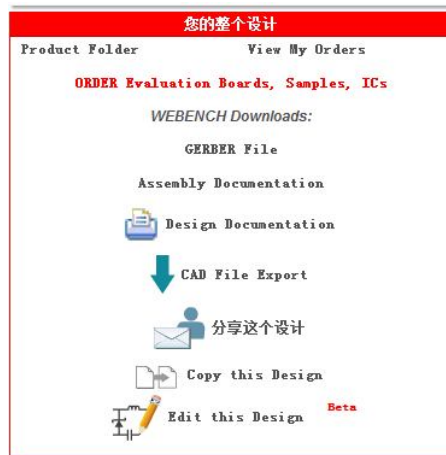 您的整个设计
Product Folder View My Orders
ORDER Evaluation Boards, Samples, ICs
WEBENCH Downloads:
GERBER File
Assembly Documentation
Design Documentation
CAD File Export
分享这个设计
Copy this Design
Edit this Design Beta